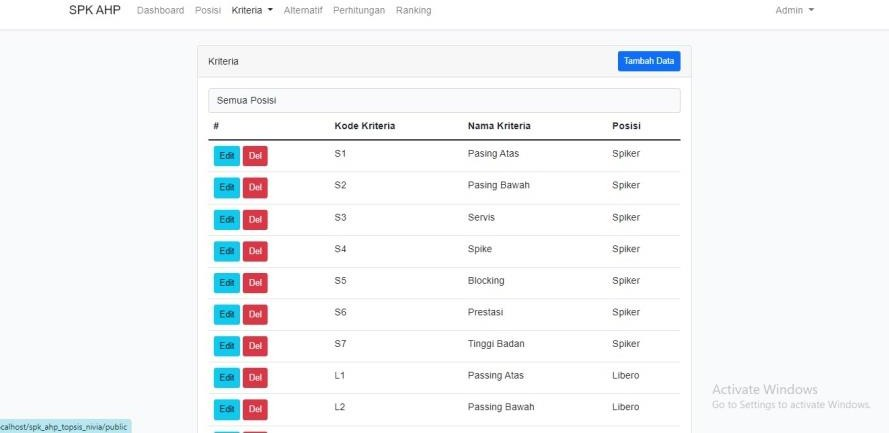 SPK AHP Dashboard Posisi Kriteria Alternatif Perhitungan Ranking Admin
Kriteria Tambah Data
Semua Posisi
# Kode Kriteria Nama Kriteria Posisi
Edit Del S1 Pasing Atas Spiker
Edit Del S2 Pasing Bawah Spiker
Edit Del S3 Servis Spiker
Edit Del S4 Spike Spiker
Edit Del S5 Blocking Spiker
Edit Del S6 Prestasi Spiker
Edit Del S7 Tinggi Badan Spiker
Edit Del L1 Passing Atas Libero
Edit Del L2 Passing Bawah Libero
Activate Windows
Go to Settings to activate Windows.
calhost/spk_ahp_topsis_nivia/public